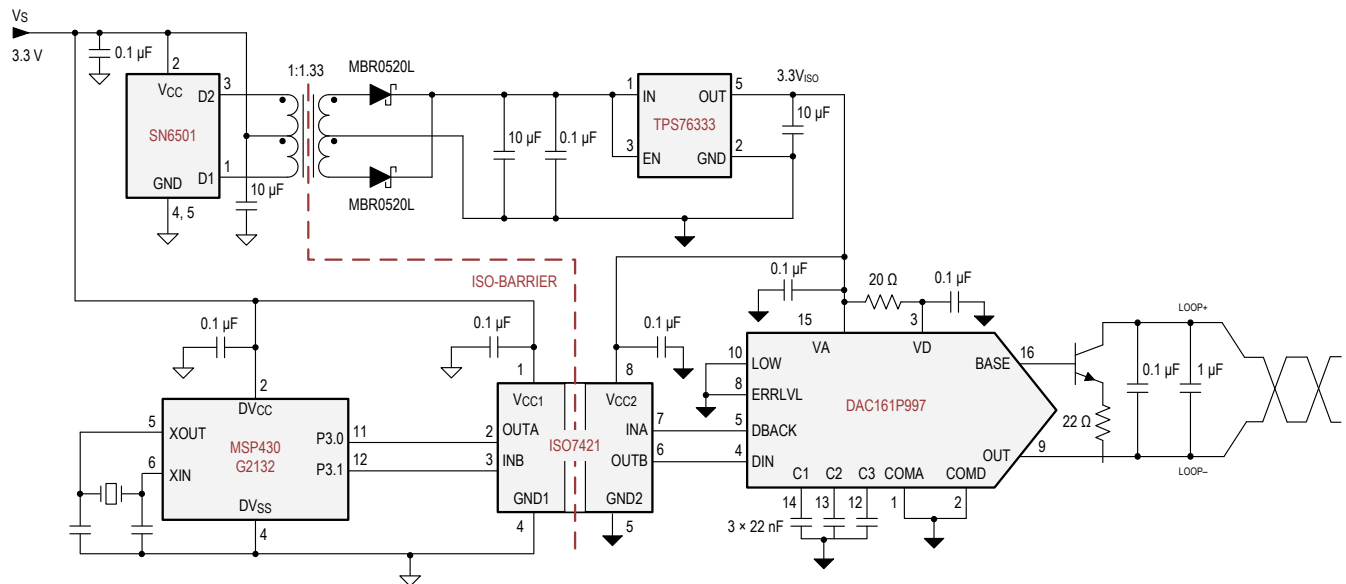 VS
3.3 V
0.1 µF
2
VCC
D2
3
SN6501
D1
1
GND
4, 5
10 µF
1:1.33
MBR0520L
MBR0520L
10 µF
0.1 µF
1
IN
OUT
5
TPS76333
3
EN
GND
2
3.3VISO
10 µF
ISO-BARRIER
0.1 µF
2
DVCC
5
XOUT
P3.0
11
MSP430
G2132
6
XIN
P3.1
12
DVSS
4
0.1 µF
1
VCC1
2
OUTA
3
INB
GND1
4
ISO7421
0.1 µF
8
VCC2
INA
7
OUTB
6
GND2
5
0.1 µF
20 Ω
0.1 µF
15
3
VA
VD
10
LOW
8
ERRLVL
5
DBACK
4
DIN
DAC161P997
BASE
16
OUT
9
C1
C2
C3
COMA
COMD
14
13
12
1
2
3 × 22 nF
22 Ω
0.1 µF
1 µF
LOOP+
LOOP–